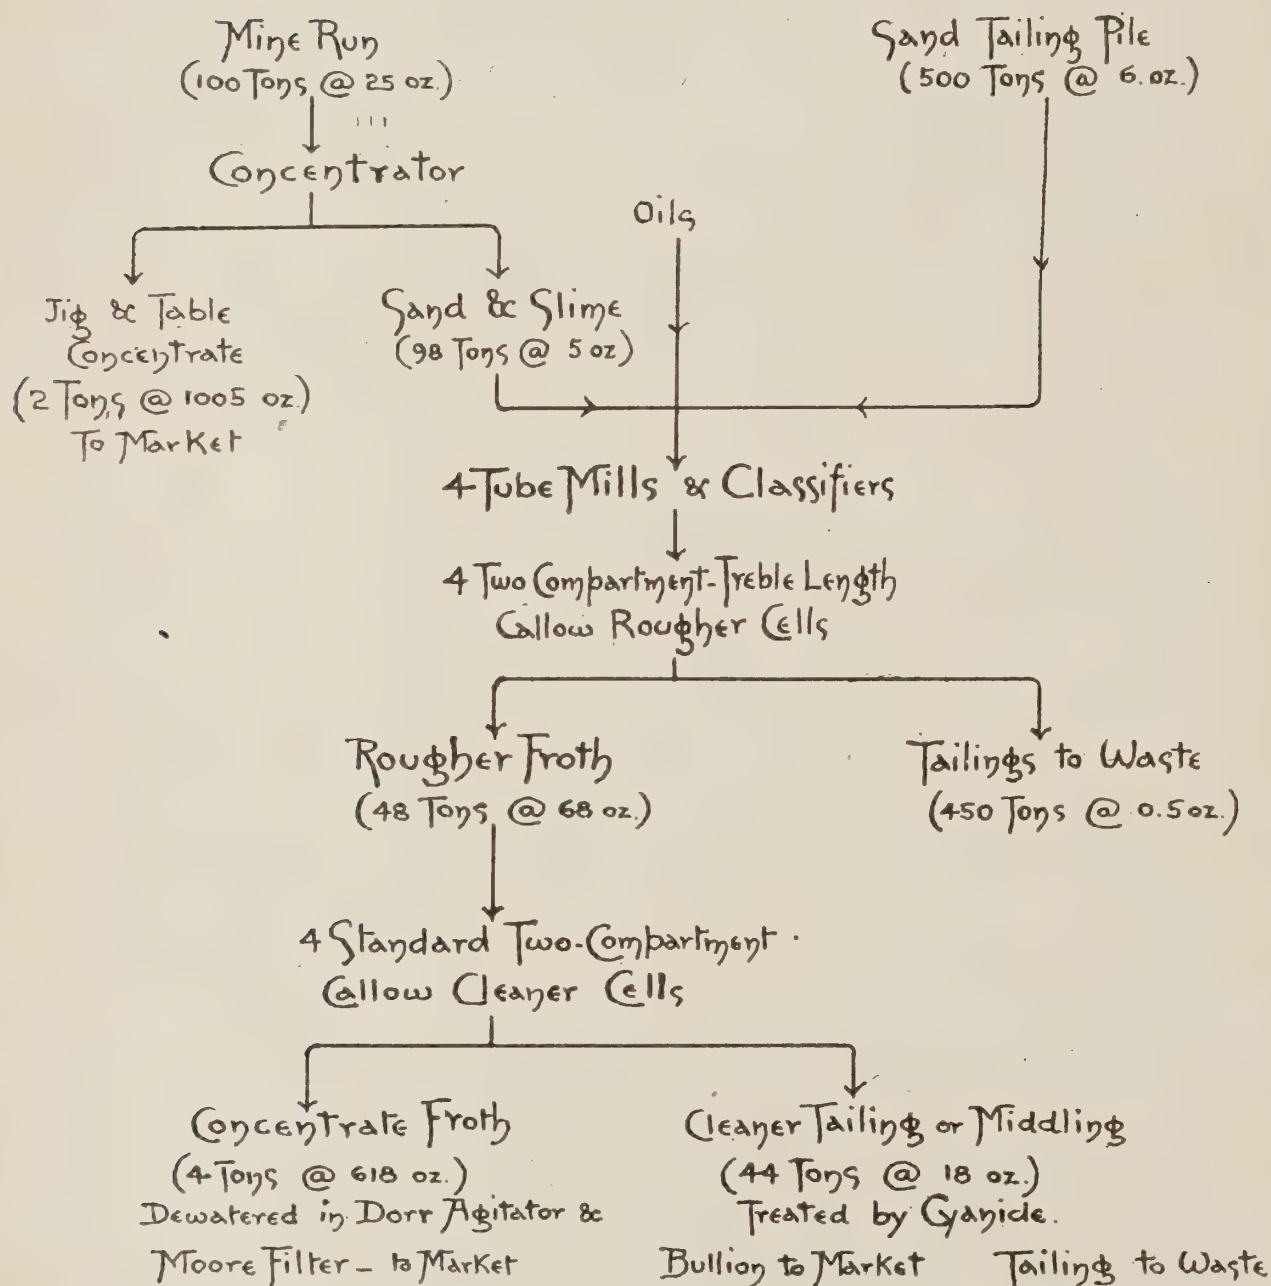 Mine Run
(100 Tons @ 25 oz.)
Sand Tailing Pile
(500 Tons @ 6. oz.)
Concentrator
Oils
Jig & Table
Concentrate
(2 Tons @ 1005 oz.)
To Market
Sand & Slime
(98 Tons @ 5 oz)
4 Tube Mills & Classifiers
4 Two Compartment-Treble Length
Callow Rougher Cells
Rougher Froth
(48 Tons @ 68 oz.)
Tailings to Waste
(450 Tons @ 0.5 oz.)
4 Standard Two-Compartment
Callow Cleaner Cells
Concentrate Froth
(4 Tons @ 618 oz.)
Dewatered in Dorr Agitator &
Moore Filter - to Market
Cleaner Tailing or Middling
(44 Tons @ 18 oz.)
Treated by Cyanide.
Bullion to Market
Tailing to Waste